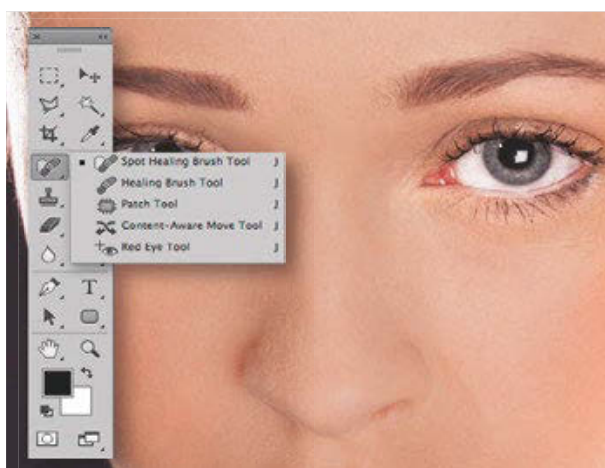 Spot Healing Brush Tool J
Healing Brush Tool J
Patch Tool J
Content-Aware Move Tool J
Red Eye Tool J
T